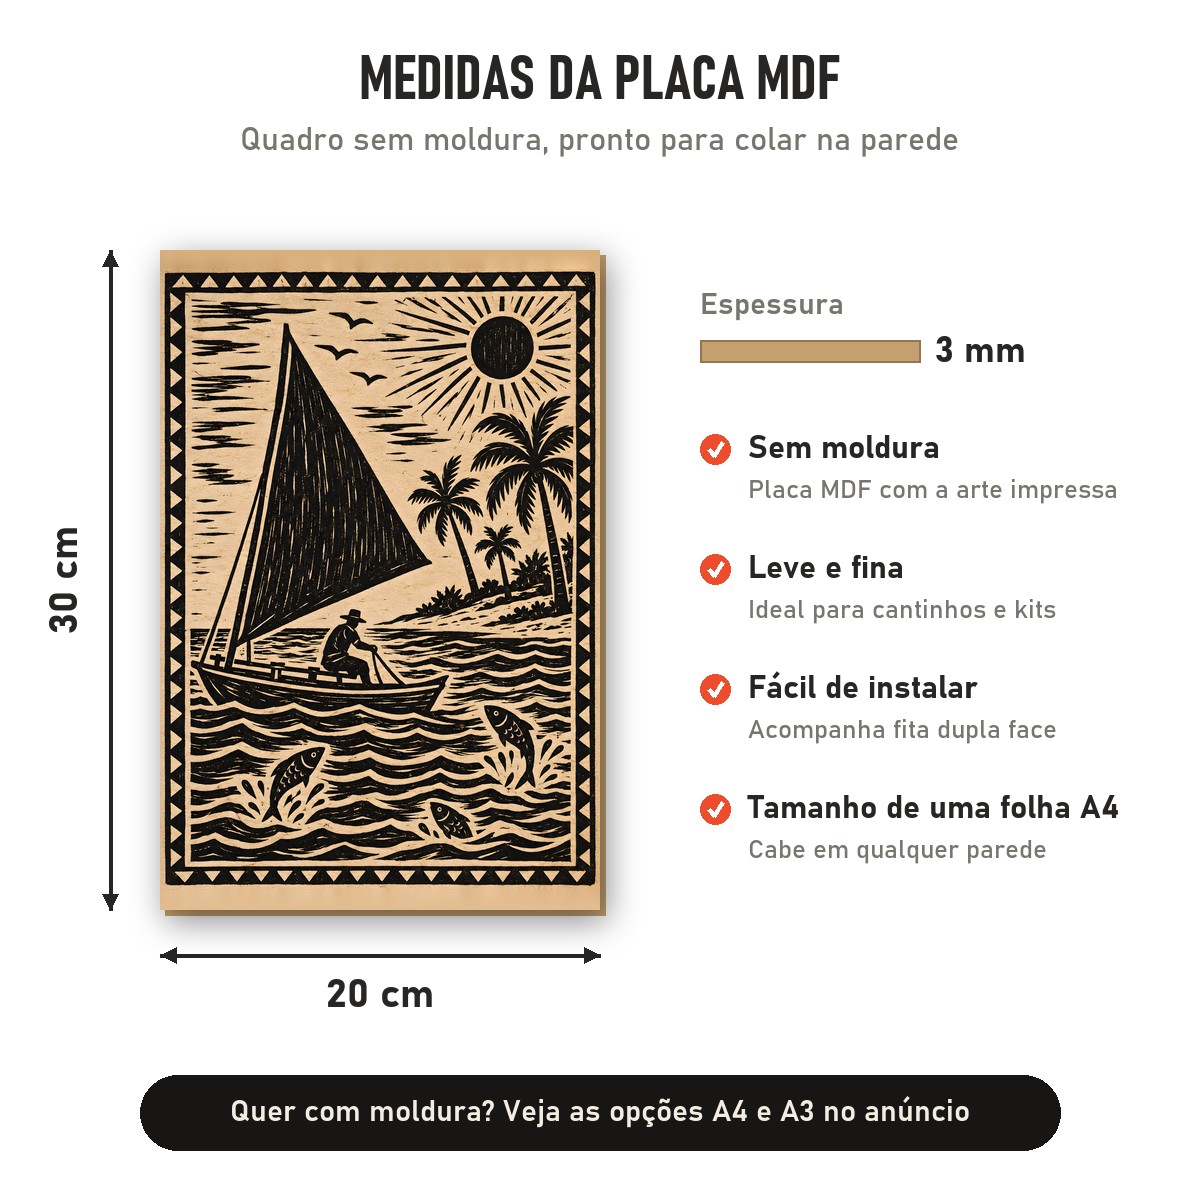 MEDIDAS DA PLACA MDF
Quadro sem moldura, pronto para colar na parede
30 cm
20 cm
Espessura
3 mm
Sem moldura
Placa MDF com a arte impressa
Leve e fina
Ideal para cantinhos e kits
Fácil de instalar
Acompanha fita dupla face
Tamanho de uma folha A4
Cabe em qualquer parede
Quer com moldura? Veja as opções A4 e A3 no anúncio